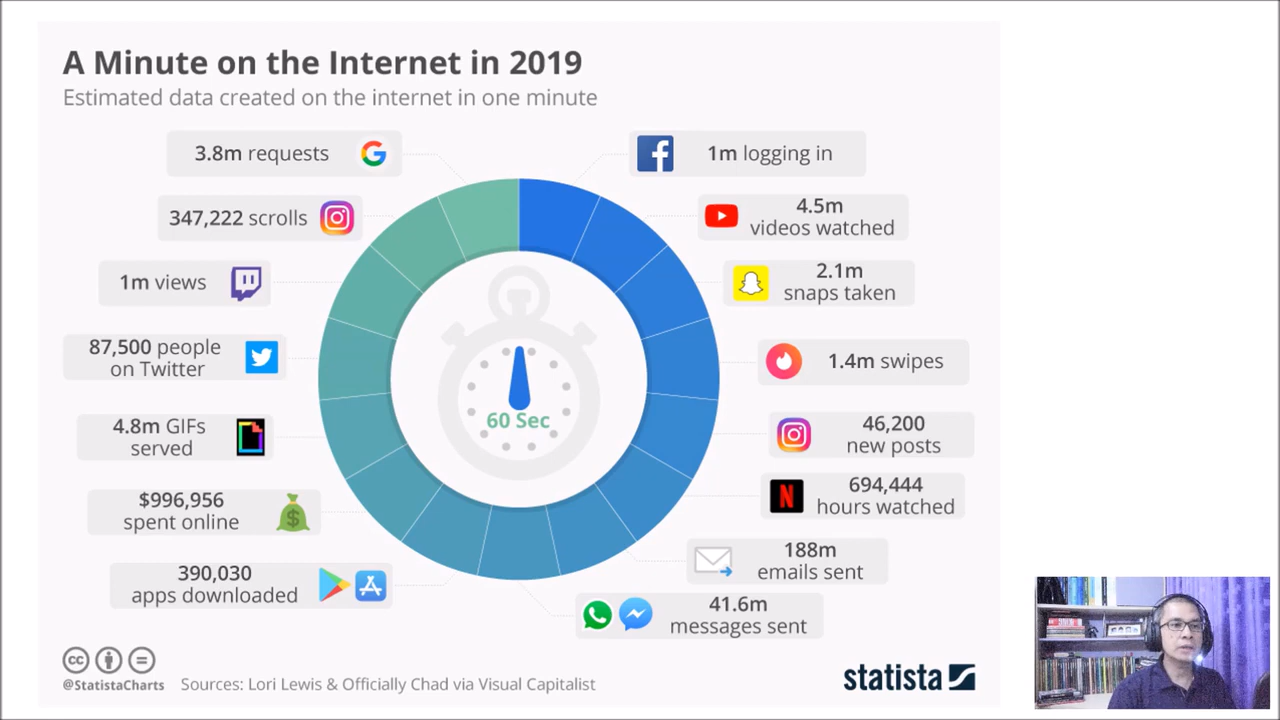 A Minute on the Internet in 2019
Estimated data created on the internet in one minute
3.8m requests
1m logging in
347,222 scrolls
4.5m
videos watched
1m views
2.1m
snaps taken
87,500 people
on Twitter
1.4m swipes
4.8m GIFs
served
46,200
new posts
$996,956
spent online
694,444
hours watched
390,030
apps downloaded
188m
emails sent
41.6m
messages sent
60 Sec
@StatistaCharts
Sources: Lori Lewis & Officially Chad via Visual Capitalist
statista